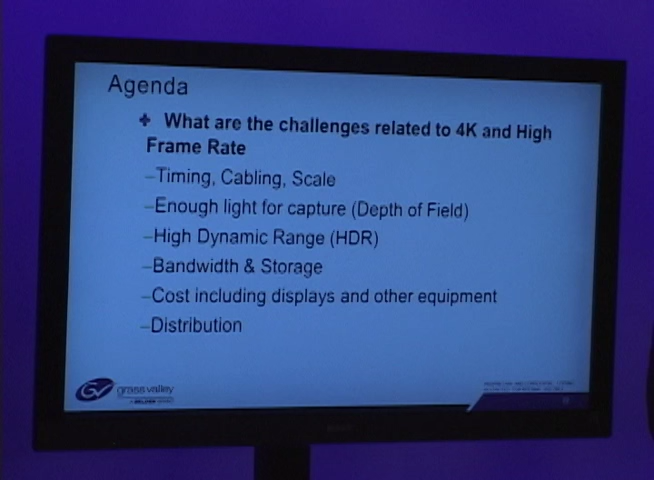 Agenda
What are the challenges related to 4K and High
Frame Rate
–Timing, Cabling, Scale
–Enough light for capture (Depth of Field)
–High Dynamic Range (HDR)
–Bandwidth & Storage
–Cost including displays and other equipment
–Distribution
GV grass valley